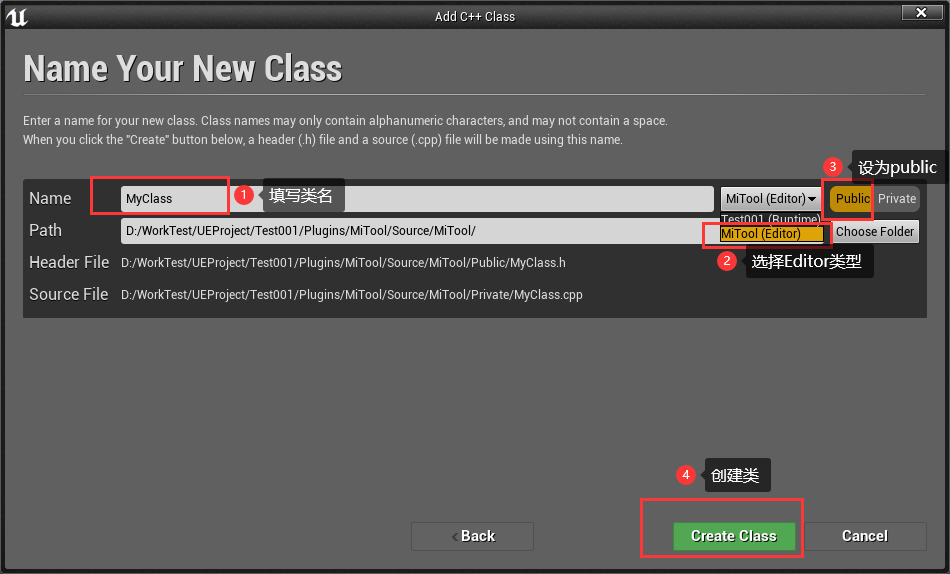 Add C++ Class
Name Your New Class
Enter a name for your new class. Class names may only contain alphanumeric characters, and may not contain a space.
When you click the "Create" button below, a header (.h) file and a source (.cpp) file will be made using this name.
3 设为public
Name MyClass 1 填写类名 MiTool (Editor) Public Private
Test001 (Runtime)
Path D:/WorkTest/UEProject/Test001/Plugins/MiTool/Source/MiTool/ MiTool (Editor) Choose Folder
Header File D:/WorkTest/UEProject/Test001/Plugins/MiTool/Source/MiTool/Public/MyClass.h
2 选择Editor类型
Source File D:/WorkTest/UEProject/Test001/Plugins/MiTool/Source/MiTool/Private/MyClass.cpp
4 创建类
Back Create Class Cancel